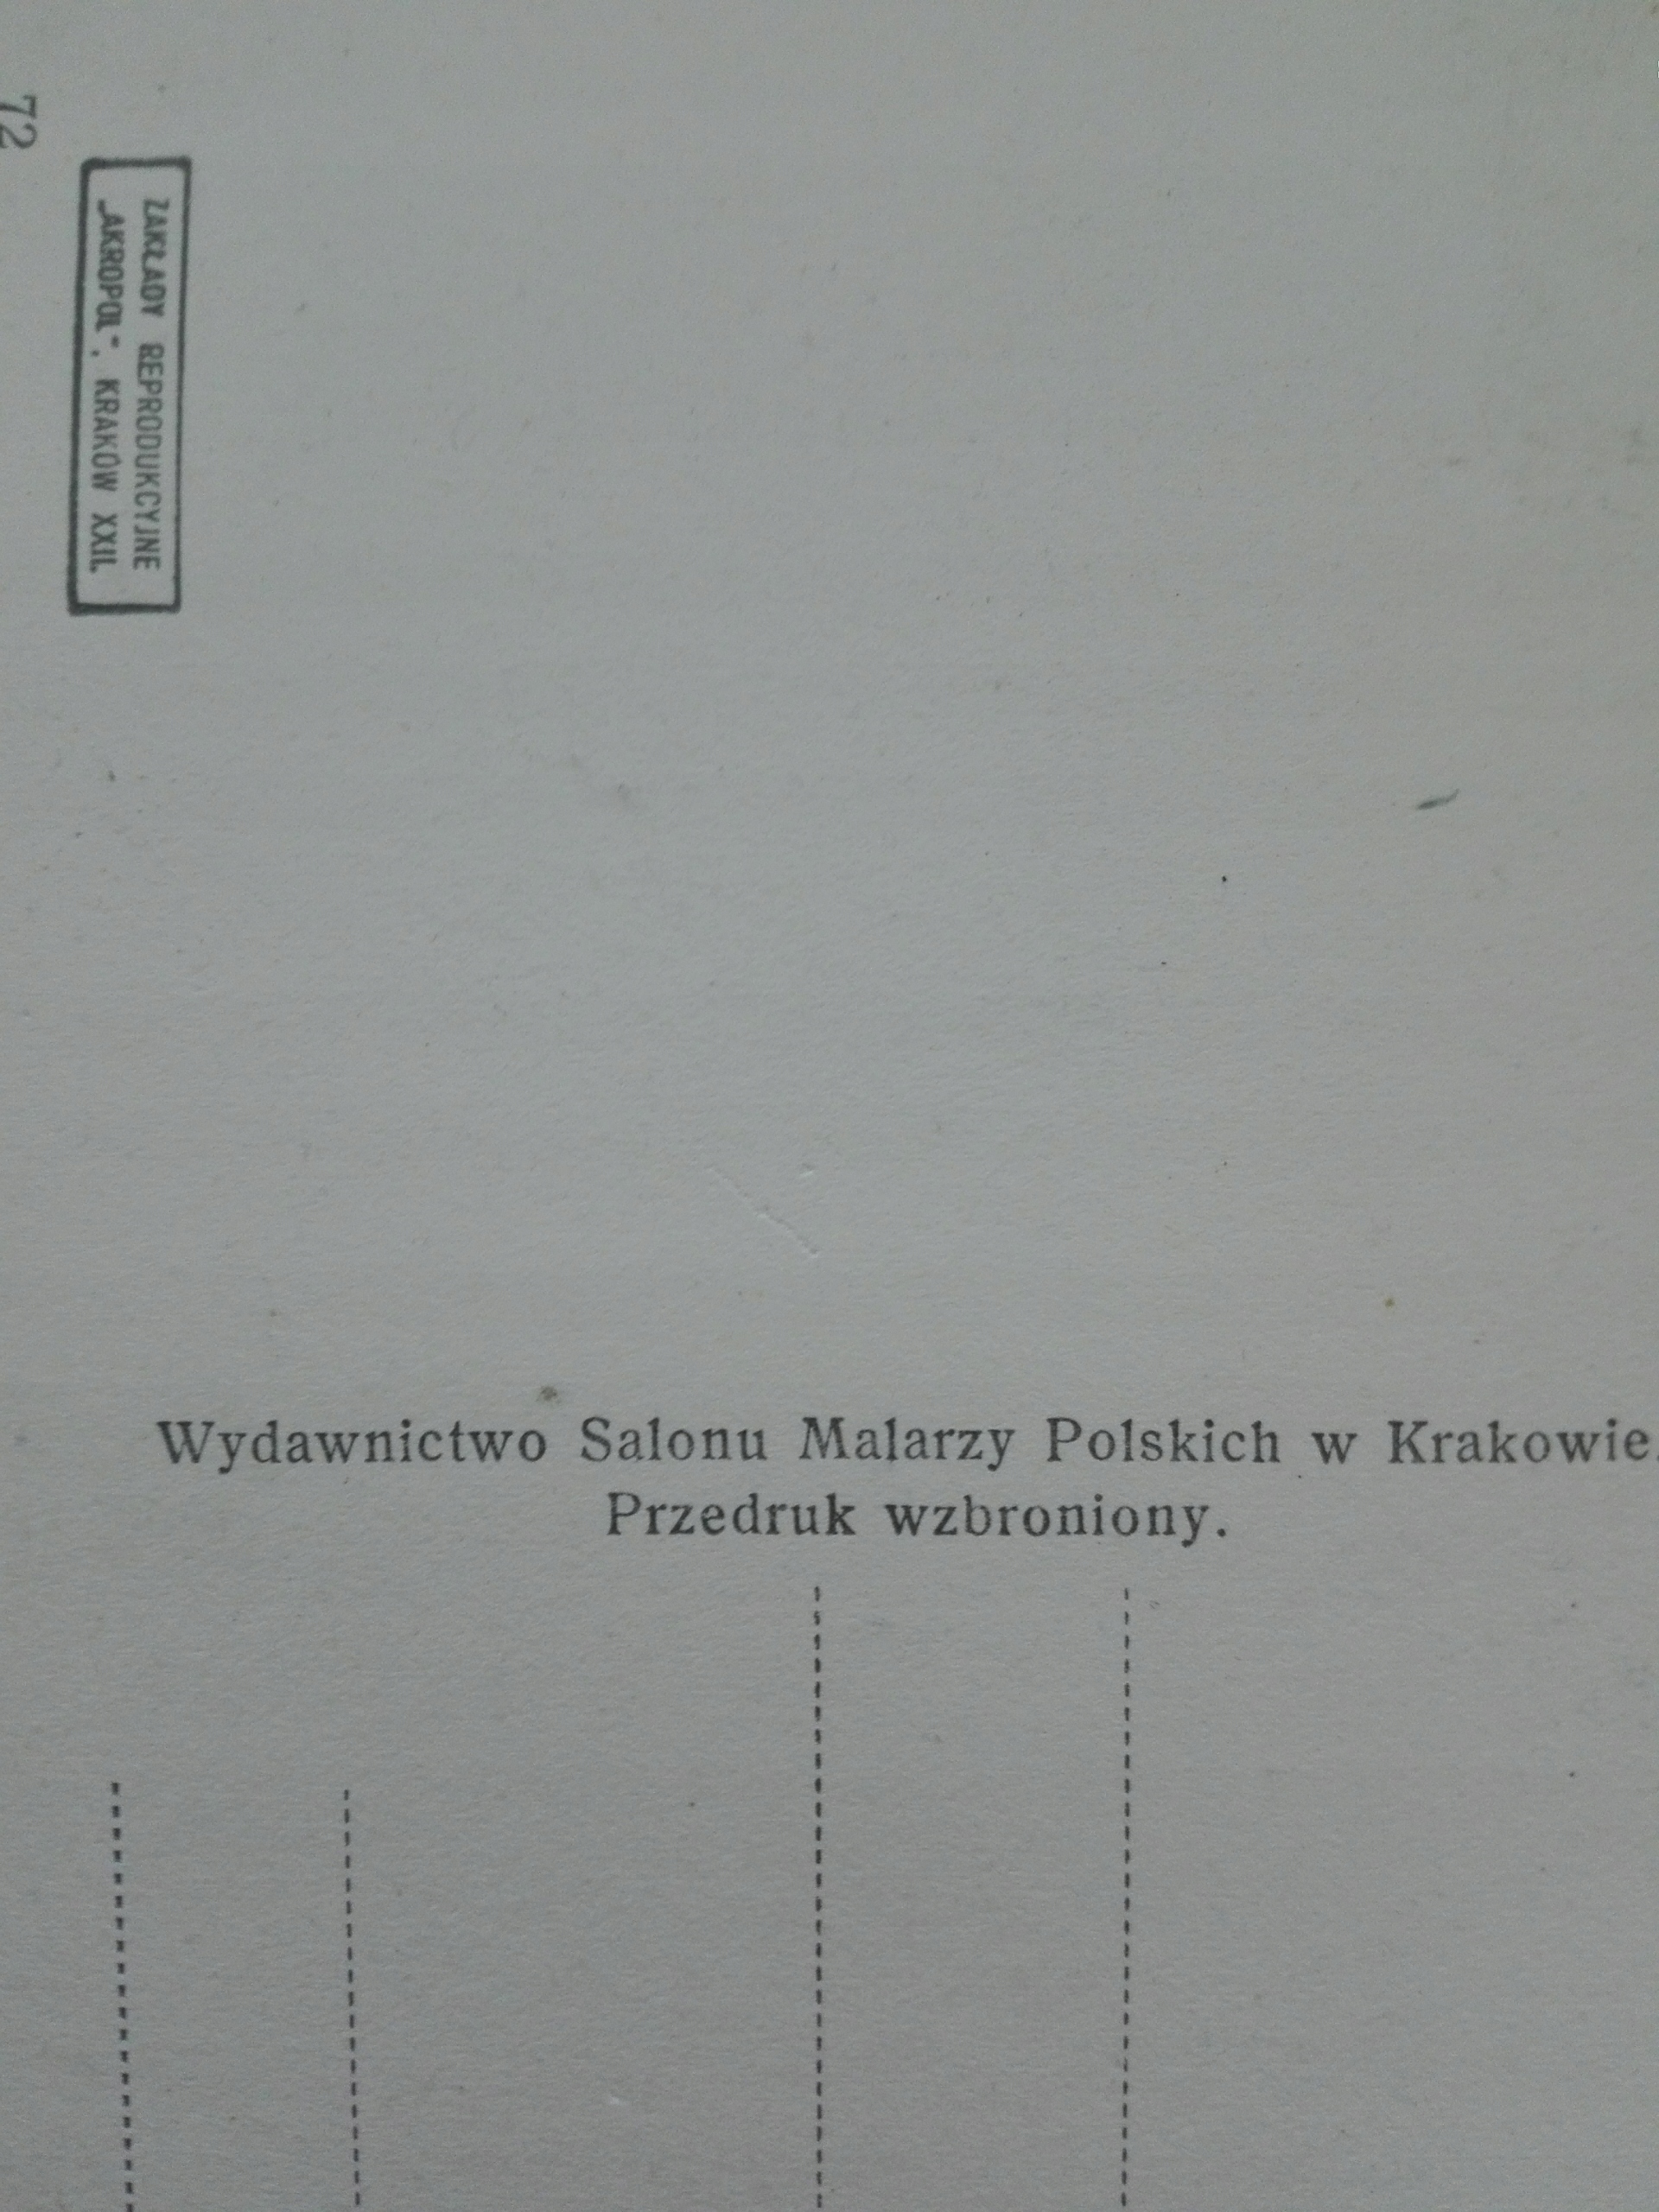 72
ZAKŁADY REPRODUKCYJNE
„AKROPOL“, KRAKÓW XXII.
Wydawnictwo Salonu Malarzy Polskich w Krakowie.
Przedruk wzbroniony.